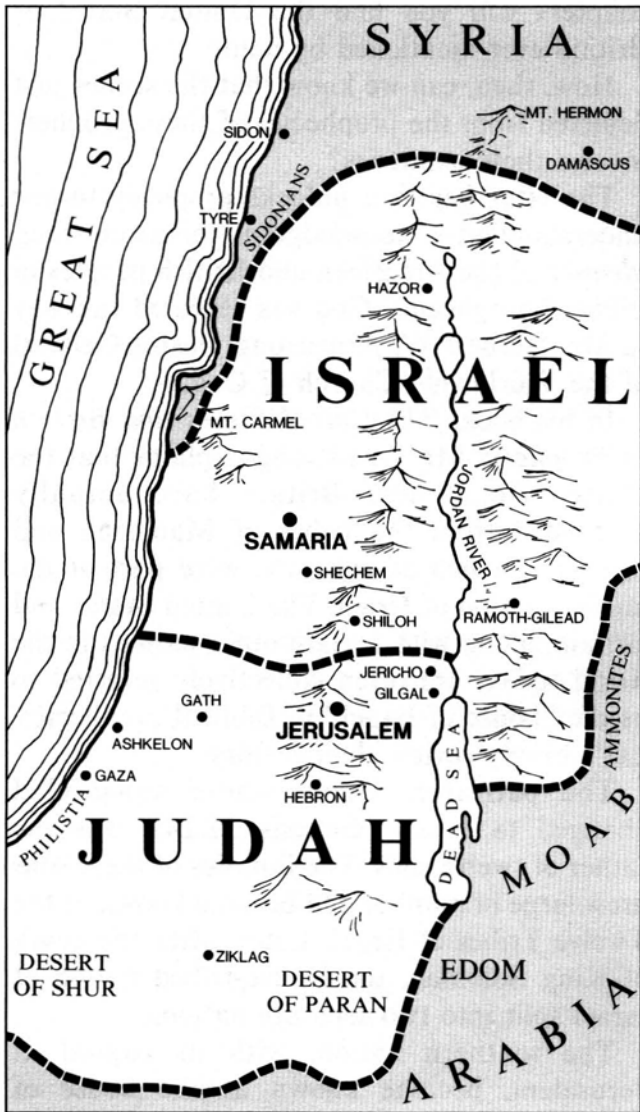 SYRIA
MT. HERMON
SIDON
DAMASCUS
GREAT SEA
TYRE
SIDONIANS
HAZOR
ISRAEL
MT. CARMEL
JORDAN RIVER
SAMARIA
SHECHEM
RAMOTH-GILEAD
SHILOH
JERICHO
GILGAL
GATH
JERUSALEM
AMMONITES
ASHKELON
GAZA
HEBRON
PHILISTIA
JUDAH
DEAD SEA
MOAB
ZIKLAG
DESERT
OF SHUR
DESERT
OF PARAN
EDOM
ARABIA